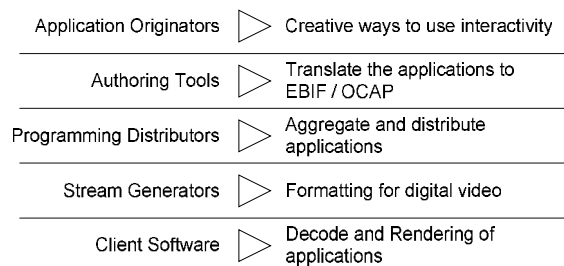 Application Originators
Creative ways to use interactivity
Authoring Tools
Translate the applications to
EBIF / OCAP
Programming Distributors
Aggregate and distribute
applications
Stream Generators
Formatting for digital video
Client Software
Decode and Rendering of
applications